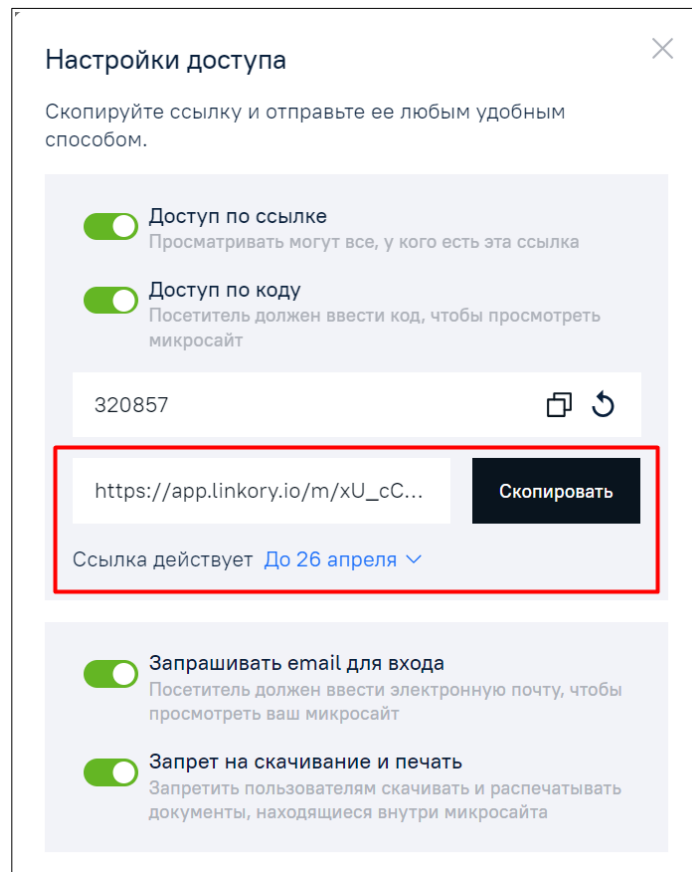 Настройки доступа
Скопируйте ссылку и отправьте ее любым удобным
способом.
Доступ по ссылке
Просматривать могут все, у кого есть эта ссылка
Доступ по коду
Посетитель должен ввести код, чтобы просмотреть
микросайт
320857
https://app.linkory.io/m/xU_cC...
Скопировать
Ссылка действует До 26 апреля
Запрашивать email для входа
Посетитель должен ввести электронную почту, чтобы
просмотреть ваш микросайт
Запрет на скачивание и печать
Запретить пользователям скачивать и распечатывать
документы, находящиеся внутри микросайта